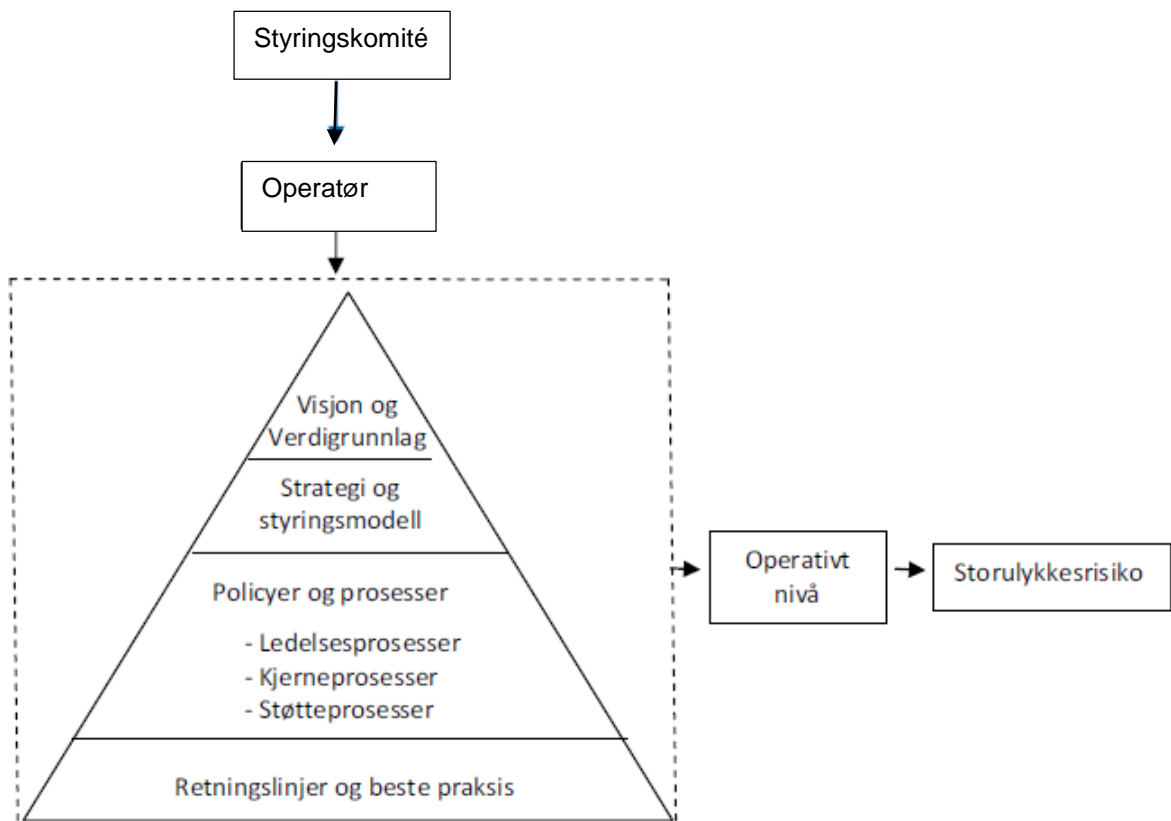 Styringskomité
Operatør
Visjon og
Verdigrunnlag
Strategi og
styringsmodell
Policyer og prosesser
- Ledelsesprosesser
- Kjerneprosesser
- Støtteprosesser
Retningslinjer og beste praksis
Operativt
nivå
Storulykkesrisiko